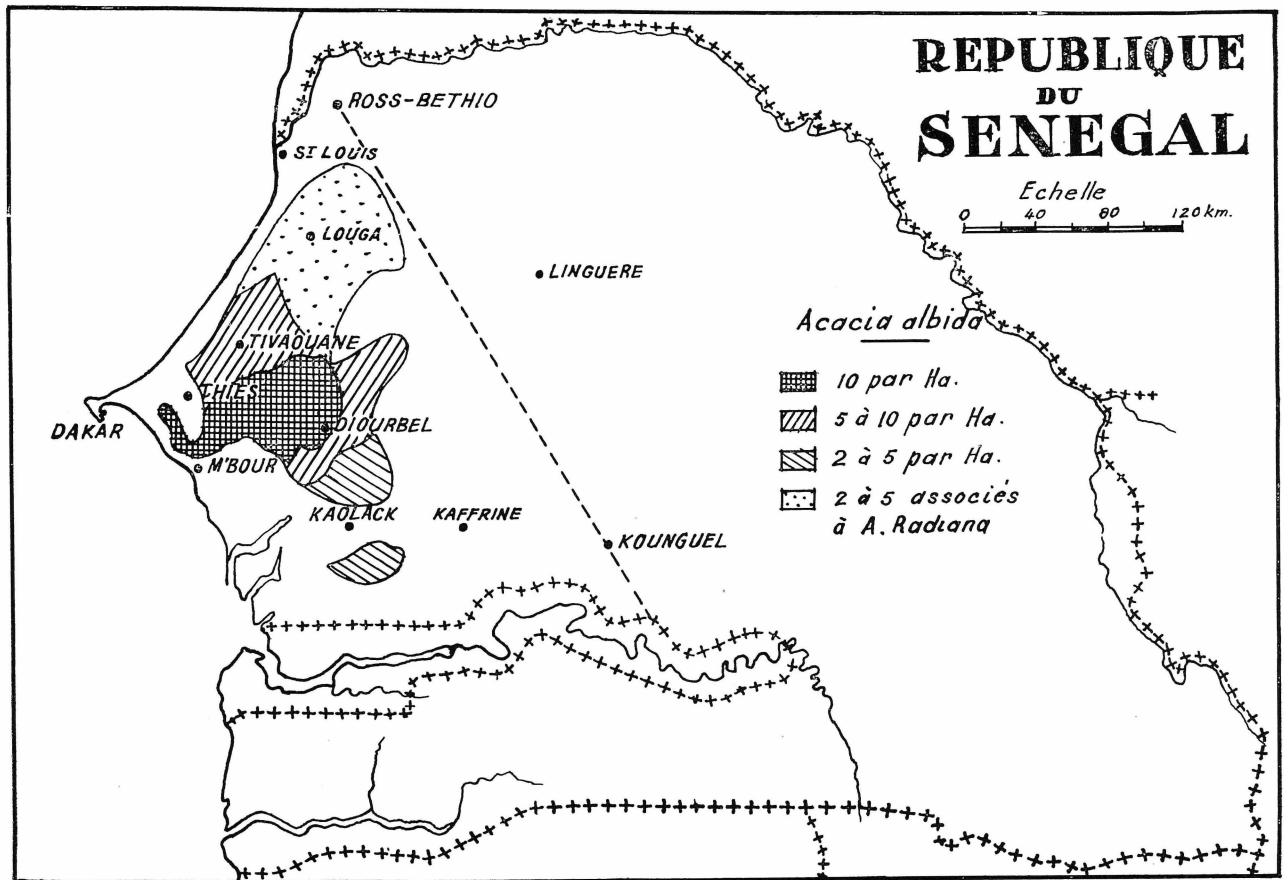 REPUBLIQUE
DU
SENEGAL
Echelle
0 40 80 120 km.
ROSS-BETHIO
ST LOUIS
LOUGA
LINGUERE
TIVAOUANE
THIES
DAKAR
DIOURBEL
M'BOUR
KAOLACK
KAFFRINE
KOUNGUEL
Acacia albida
10 par Ha.
5 à 10 par Ha.
2 à 5 par Ha.
2 à 5 associés
à A. Radiana